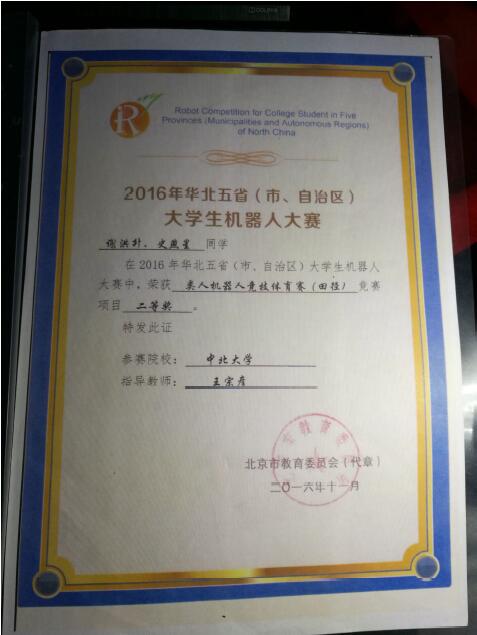 DOLPHIN
R
Robot Competition for College Student in Five
Provinces (Municipalities and Autonomous Regions)
of North China
2016年华北五省（市、自治区）
大学生机器人大赛
同学
在2016年华北五省（市、自治区）大学生机器人
大赛中，荣获 类人机器人竞技体育赛（田径） 竞赛
项目 二等奖 。
特发此证
参赛院校： 中北大学
指导教师： 王宗彦
北京市教育委员会（代章）
二〇一六年十一月